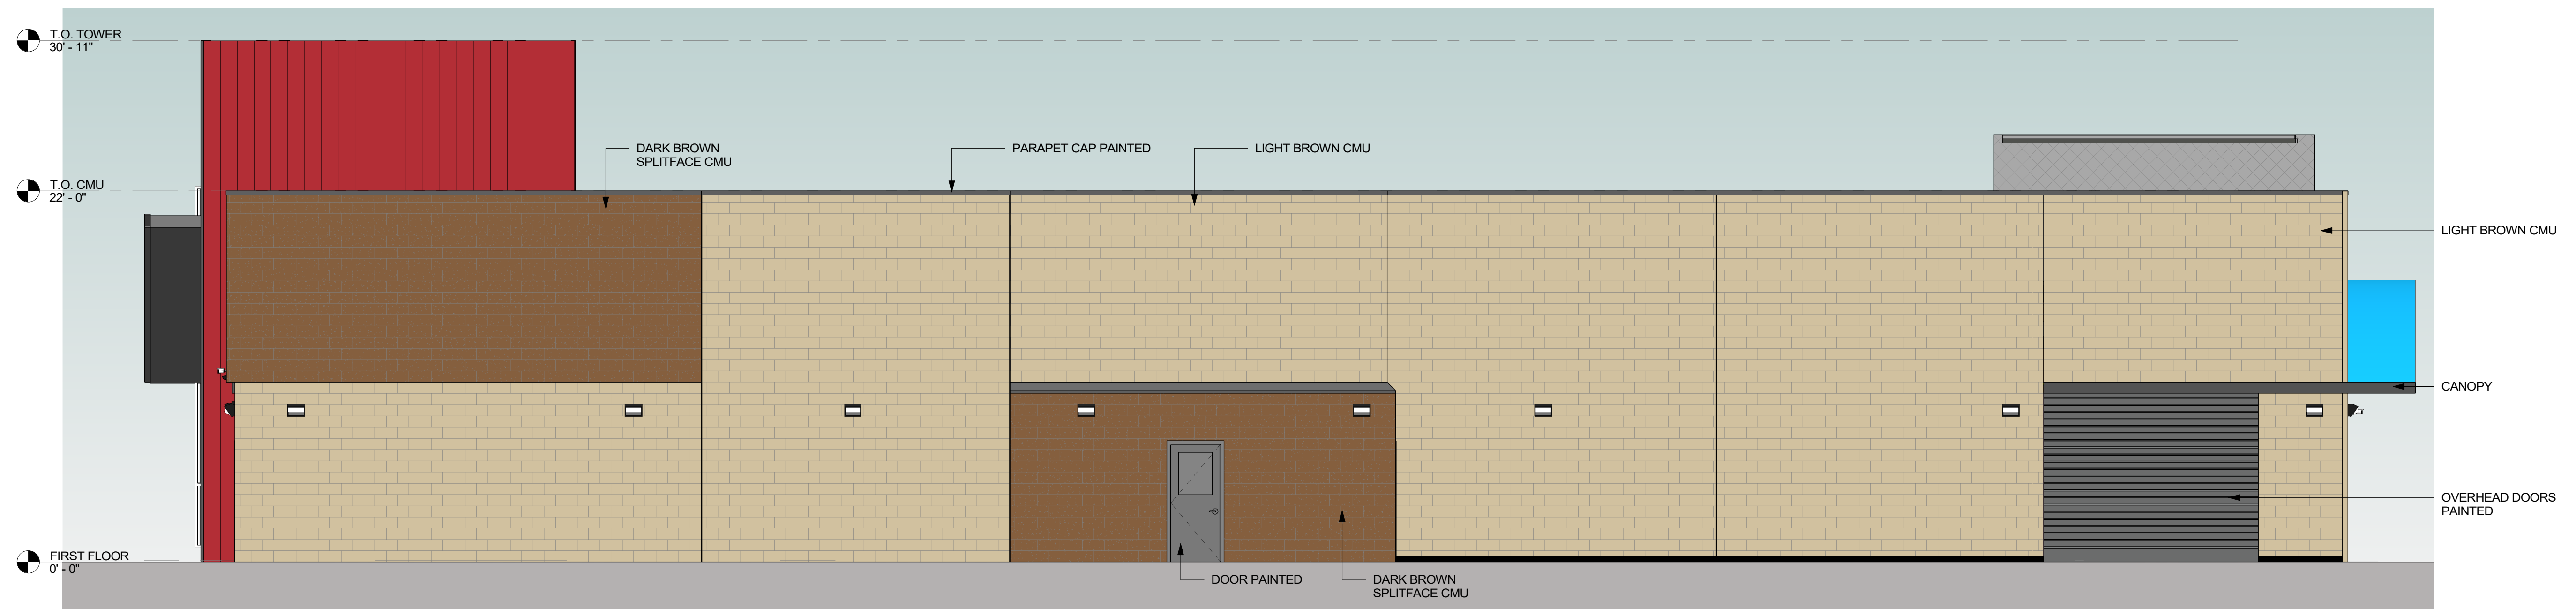 T.O. TOWER
30' - 11"
DARK BROWN
SPLITFACE CMU
PARAPET CAP PAINTED
LIGHT BROWN CMU
T.O. CMU
22' - 0"
LIGHT BROWN CMU
CANOPY
OVERHEAD DOORS
PAINTED
FIRST FLOOR
0' - 0"
DOOR PAINTED
DARK BROWN
SPLITFACE CMU